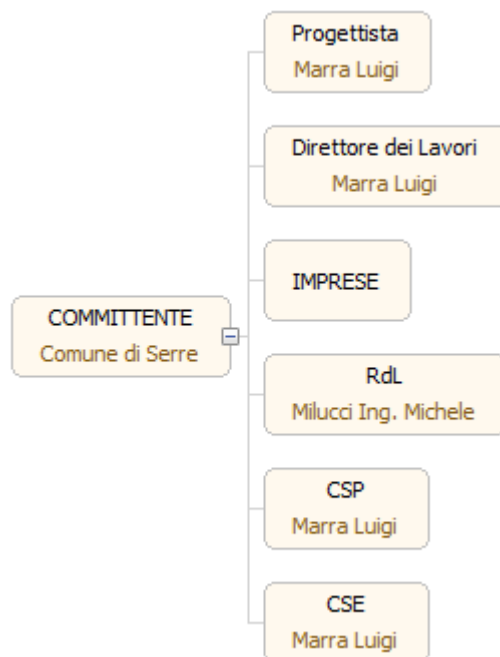 Progettista
Marra Luigi
Direttore dei Lavori
Marra Luigi
IMPRESE
COMMITTENTE
Comune di Serre
RdL
Milucci Ing. Michele
CSP
Marra Luigi
CSE
Marra Luigi